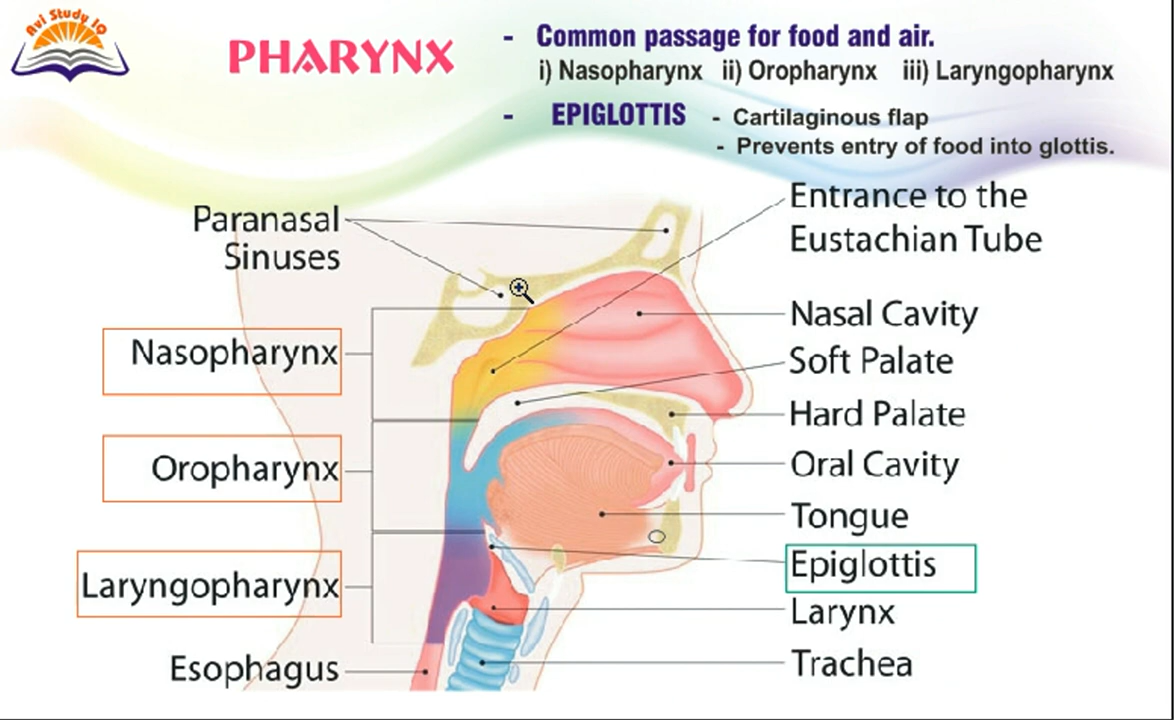 Avi Study IQ
PHARYNX
- Common passage for food and air.
i) Nasopharynx ii) Oropharynx iii) Laryngopharynx
- EPIGLOTTIS - Cartilaginous flap
- Prevents entry of food into glottis.
Paranasal
Sinuses
Nasopharynx
Oropharynx
Laryngopharynx
Esophagus
Entrance to the
Eustachian Tube
Nasal Cavity
Soft Palate
Hard Palate
Oral Cavity
Tongue
Epiglottis
Larynx
Trachea